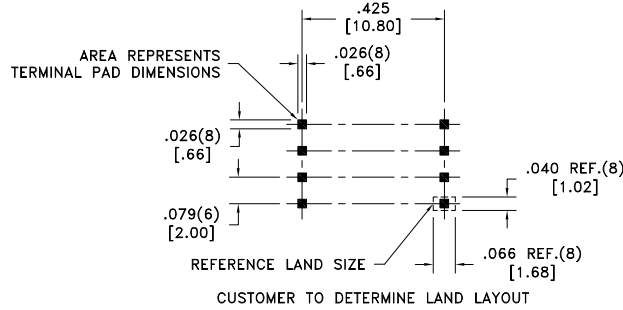 .425
[10.80]
AREA REPRESENTS
TERMINAL PAD DIMENSIONS
.026(8)
[.66]
.026(8)
[.66]
.040 REF.(8)
[1.02]
.079(6)
[2.00]
REFERENCE LAND SIZE
.066 REF.(8)
[1.68]
CUSTOMER TO DETERMINE LAND LAYOUT